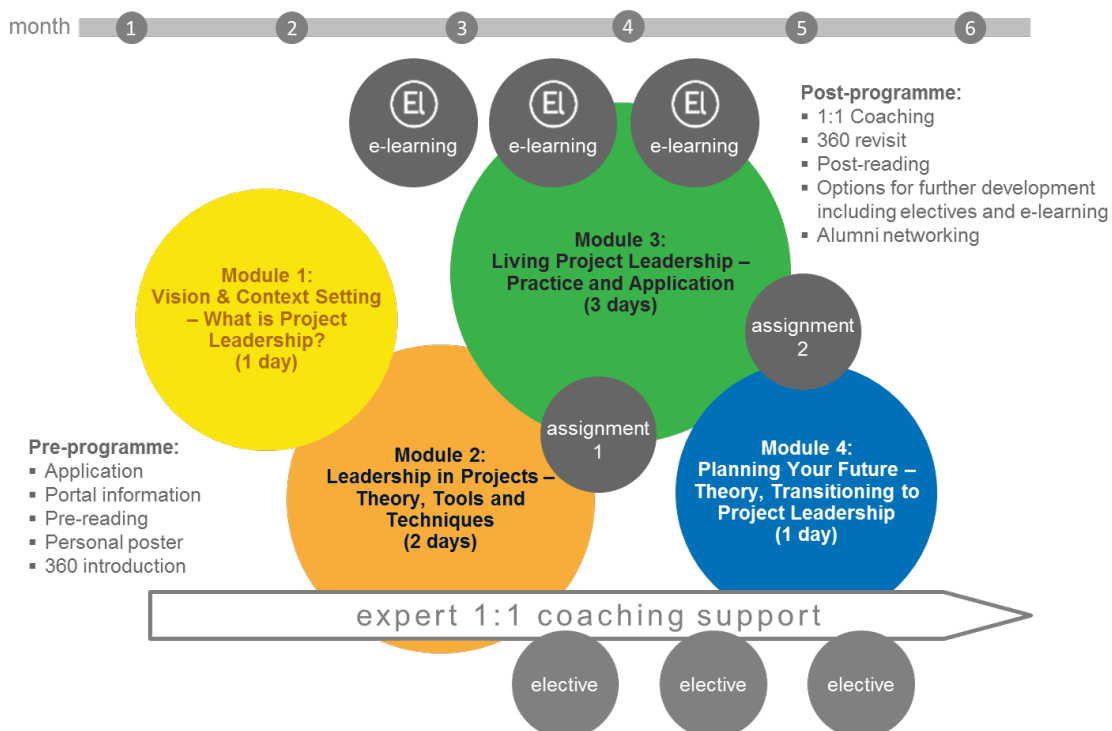 month 1 2 3 4 5 6
El
e-learning
El
e-learning
El
e-learning
Post-programme:
▪ 1:1 Coaching
▪ 360 revisit
▪ Post-reading
▪ Options for further development
including electives and e-learning
▪ Alumni networking
Module 1:
Vision & Context Setting
– What is Project
Leadership?
(1 day)
Module 3:
Living Project Leadership –
Practice and Application
(3 days)
assignment
2
assignment
1
Pre-programme:
▪ Application
▪ Portal information
▪ Pre-reading
▪ Personal poster
▪ 360 introduction
Module 2:
Leadership in Projects –
Theory, Tools and
Techniques
(2 days)
Module 4:
Planning Your Future –
Theory, Transitioning to
Project Leadership
(1 day)
expert 1:1 coaching support
elective
elective
elective